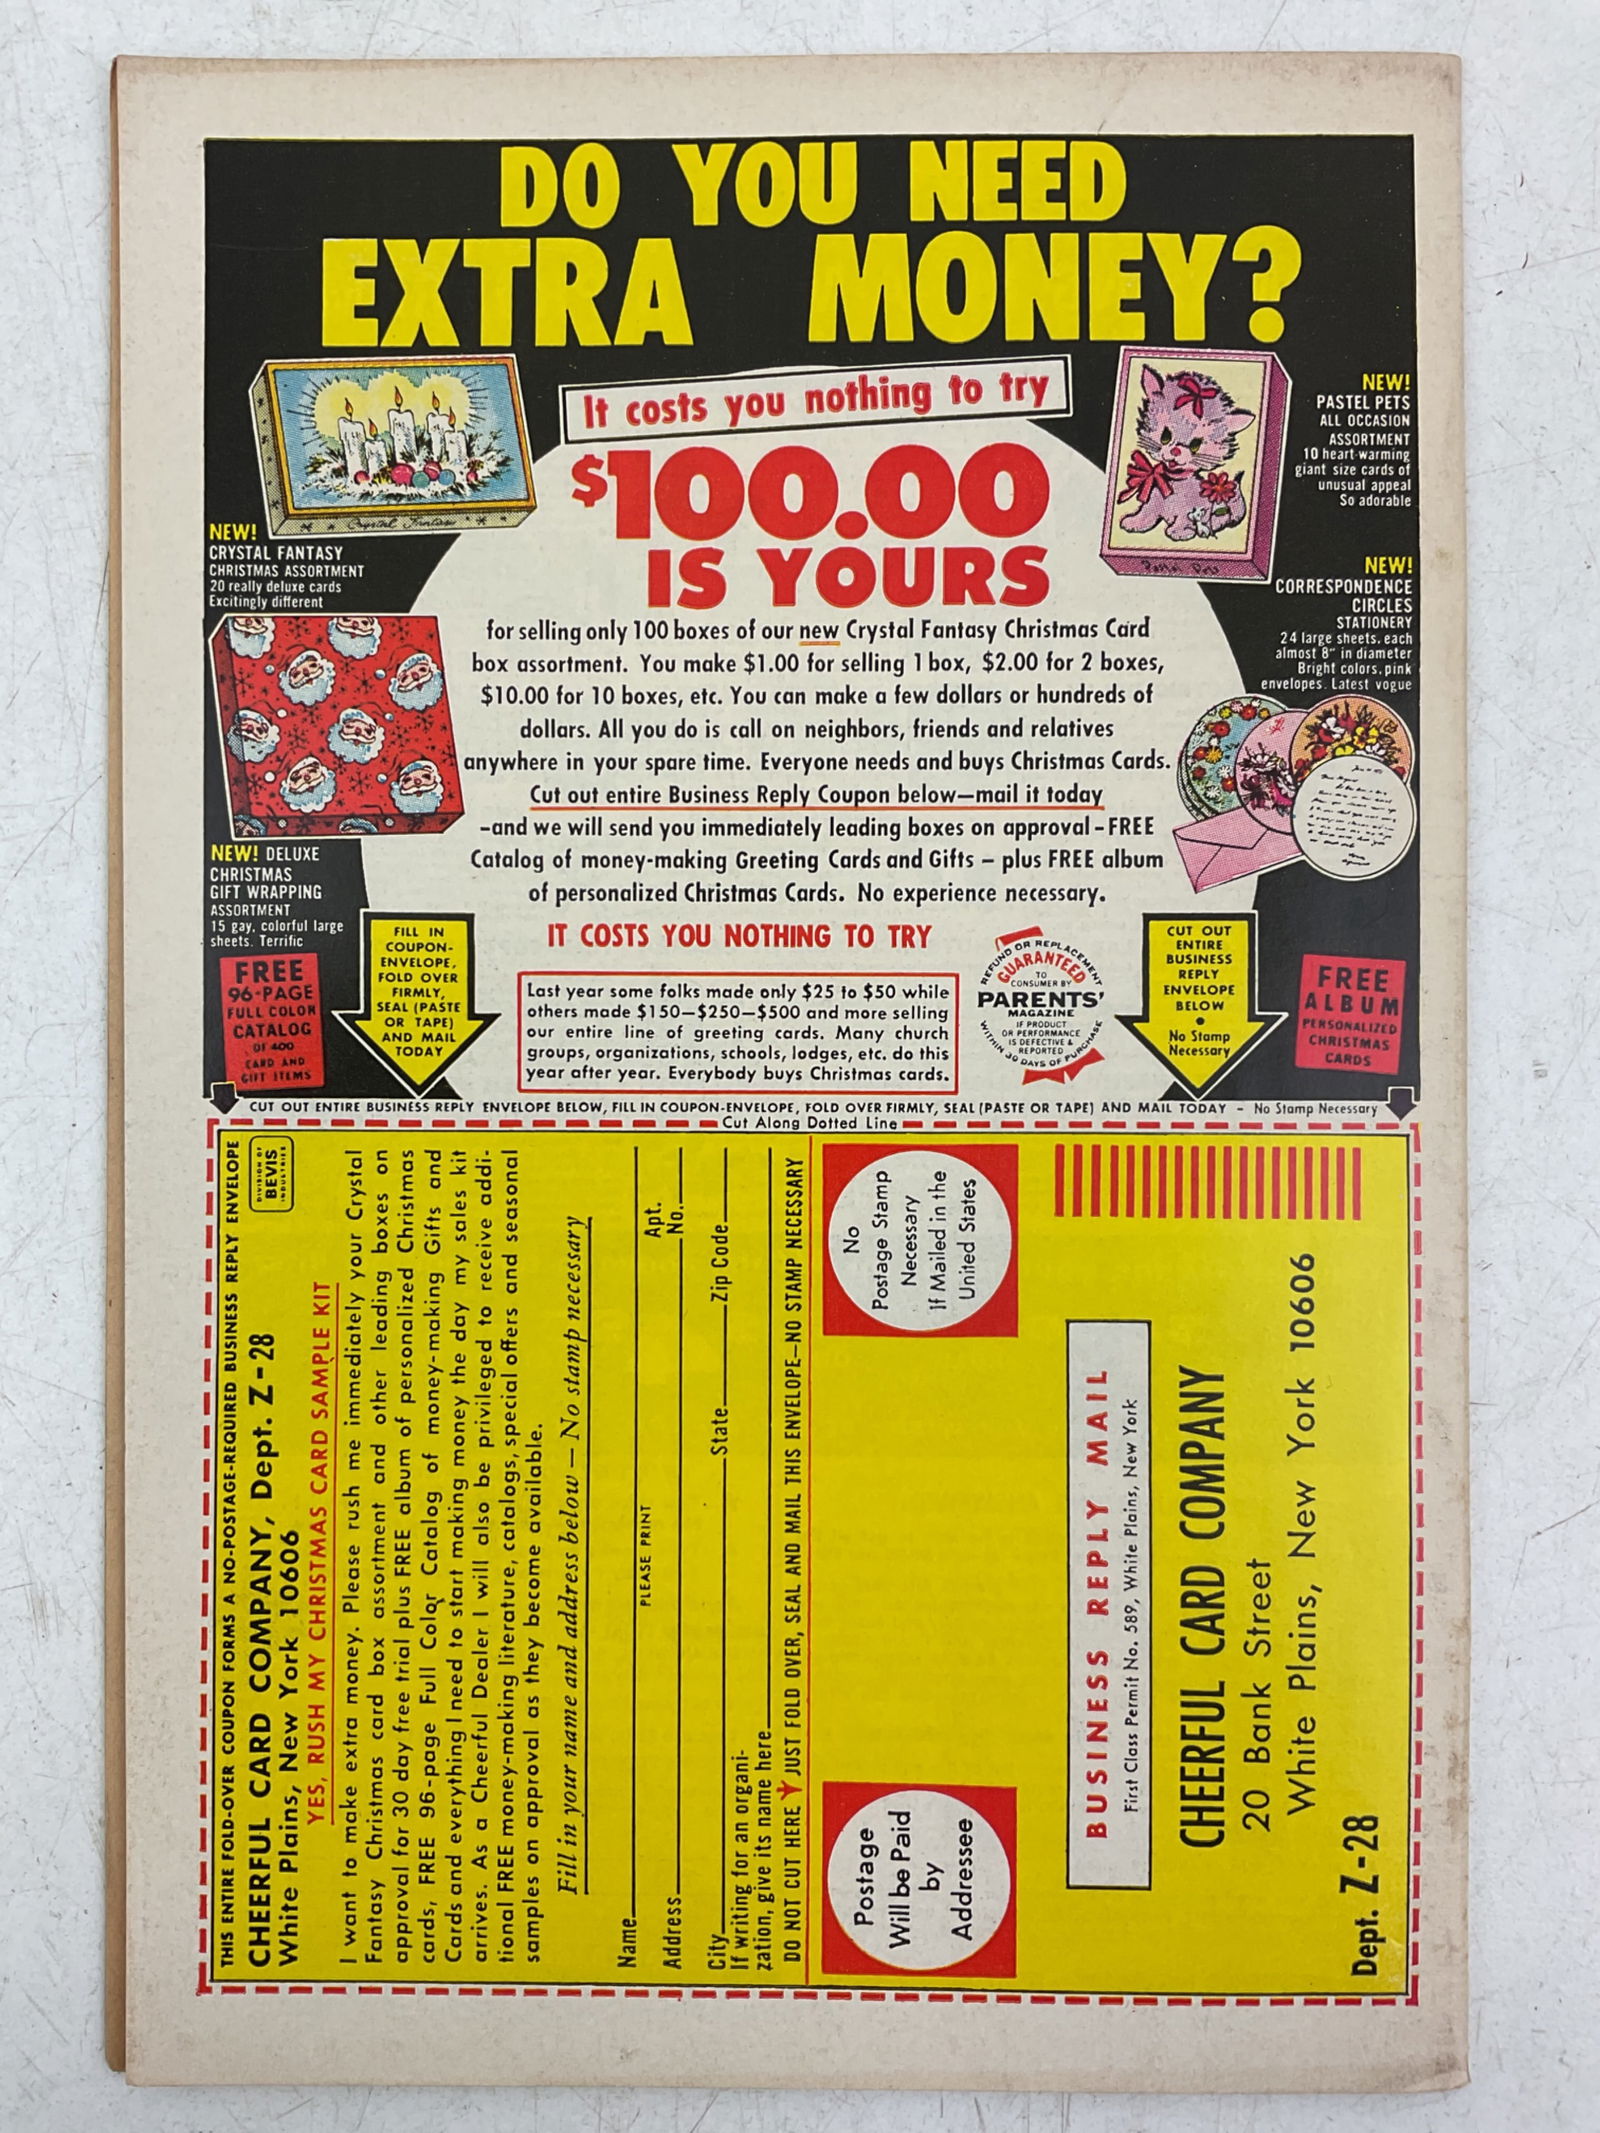 DO YOU NEED
EXTRA MONEY?
It costs you nothing to try
$100.00
IS YOURS
Crystal Fantasy
NEW!
CRYSTAL FANTASY
CHRISTMAS ASSORTMENT
20 really deluxe cards
Excitingly different
NEW!
PASTEL PETS
ALL OCCASION
ASSORTMENT
10 heart-warming
giant size cards of
unusual appeal
So adorable
NEW!
CORRESPONDENCE
CIRCLES
STATIONERY
24 large sheets, each
almost 8" in diameter
Bright colors, pink
envelopes. Latest vogue
for selling only 100 boxes of our new Crystal Fantasy Christmas Card
box assortment. You make $1.00 for selling 1 box, $2.00 for 2 boxes,
$10.00 for 10 boxes, etc. You can make a few dollars or hundreds of
dollars. All you do is call on neighbors, friends and relatives
anywhere in your spare time. Everyone needs and buys Christmas Cards.
Cut out entire Business Reply Coupon below—mail it today
-and we will send you immediately leading boxes on approval - FREE
Catalog of money-making Greeting Cards and Gifts - plus FREE album
of personalized Christmas Cards. No experience necessary.
NEW! DELUXE
CHRISTMAS
GIFT WRAPPING
ASSORTMENT
15 gay, colorful large
sheets. Terrific
FREE
96-PAGE
FULL COLOR
CATALOG
OF 400
CARD AND
GIFT ITEMS
FILL IN
COUPON-
ENVELOPE,
FOLD OVER
FIRMLY,
SEAL (PASTE
OR TAPE)
AND MAIL
TODAY
IT COSTS YOU NOTHING TO TRY
Last year some folks made only $25 to $50 while
others made $150—$250—$500 and more selling
our entire line of greeting cards. Many church
groups, organizations, schools, lodges, etc. do this
year after year. Everybody buys Christmas cards.
REFUND OR REPLACEMENT
GUARANTEED
TO
CONSUMER BY
PARENTS'
MAGAZINE
IF PRODUCT
OR PERFORMANCE
IS DEFECTIVE &
REPORTED
WITHIN 30 DAYS OF PURCHASE
CUT OUT
ENTIRE
BUSINESS
REPLY
ENVELOPE
BELOW
•
No Stamp
Necessary
FREE
ALBUM
PERSONALIZED
CHRISTMAS
CARDS
CUT OUT ENTIRE BUSINESS REPLY ENVELOPE BELOW, FILL IN COUPON-ENVELOPE, FOLD OVER FIRMLY, SEAL (PASTE OR TAPE) AND MAIL TODAY - No Stamp Necessary
Cut Along Dotted Line
THIS ENTIRE FOLD-OVER COUPON FORMS A NO-POSTAGE-REQUIRED BUSINESS REPLY ENVELOPE
CHEERFUL CARD COMPANY, Dept. Z-28
White Plains, New York 10606
DIVISION OF
BEVIS
INDUSTRIES
YES, RUSH MY CHRISTMAS CARD SAMPLE KIT
I want to make extra money. Please rush me immediately your Crystal
Fantasy Christmas card box assortment and other leading boxes on
approval for 30 day free trial plus FREE album of personalized Christmas
cards, FREE 96-page Full Color Catalog of money-making Gifts and
Cards and everything I need to start making money the day my sales kit
arrives. As a Cheerful Dealer I will also be privileged to receive addi-
tional FREE money-making literature, catalogs, special offers and seasonal
samples on approval as they become available.
Fill in your name and address below — No stamp necessary
Name
PLEASE PRINT
Address Apt. No.
City State Zip Code
If writing for an organi-
zation, give its name here
DO NOT CUT HERE JUST FOLD OVER, SEAL AND MAIL THIS ENVELOPE—NO STAMP NECESSARY
Postage
Will be Paid
by
Addressee
No
Postage Stamp
Necessary
If Mailed in the
United States
BUSINESS REPLY MAIL
First Class Permit No. 589, White Plains, New York
CHEERFUL CARD COMPANY
20 Bank Street
White Plains, New York 10606
Dept. Z-28